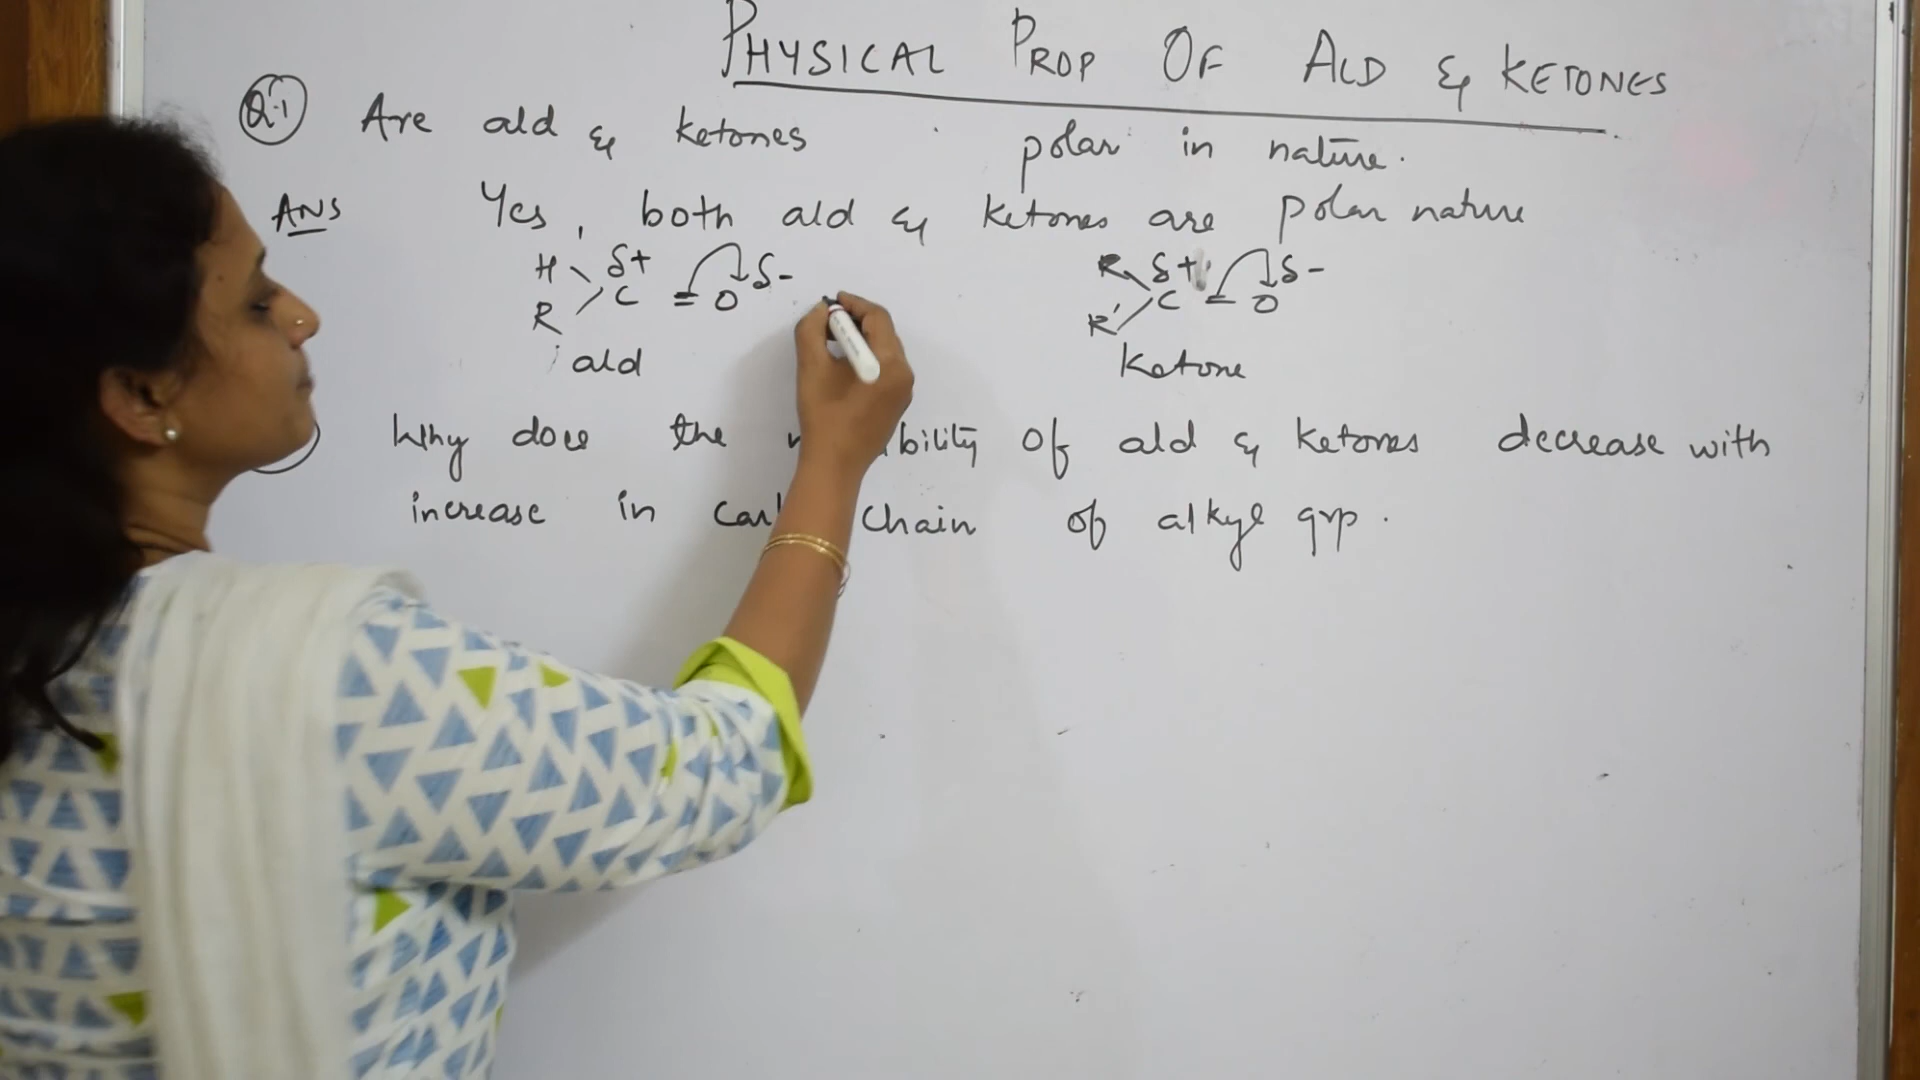 PHYSICAL PROP OF ALD & KETONES
Q.1 Are ald & ketones polar in nature.
ANS Yes, both ald & ketones are polar nature
H δ+ δ-
R C = O
ald
R δ+ δ-
R' C = O
Ketone
Why does the bility of ald & ketones decrease with
increase in car chain of alkyl grp.